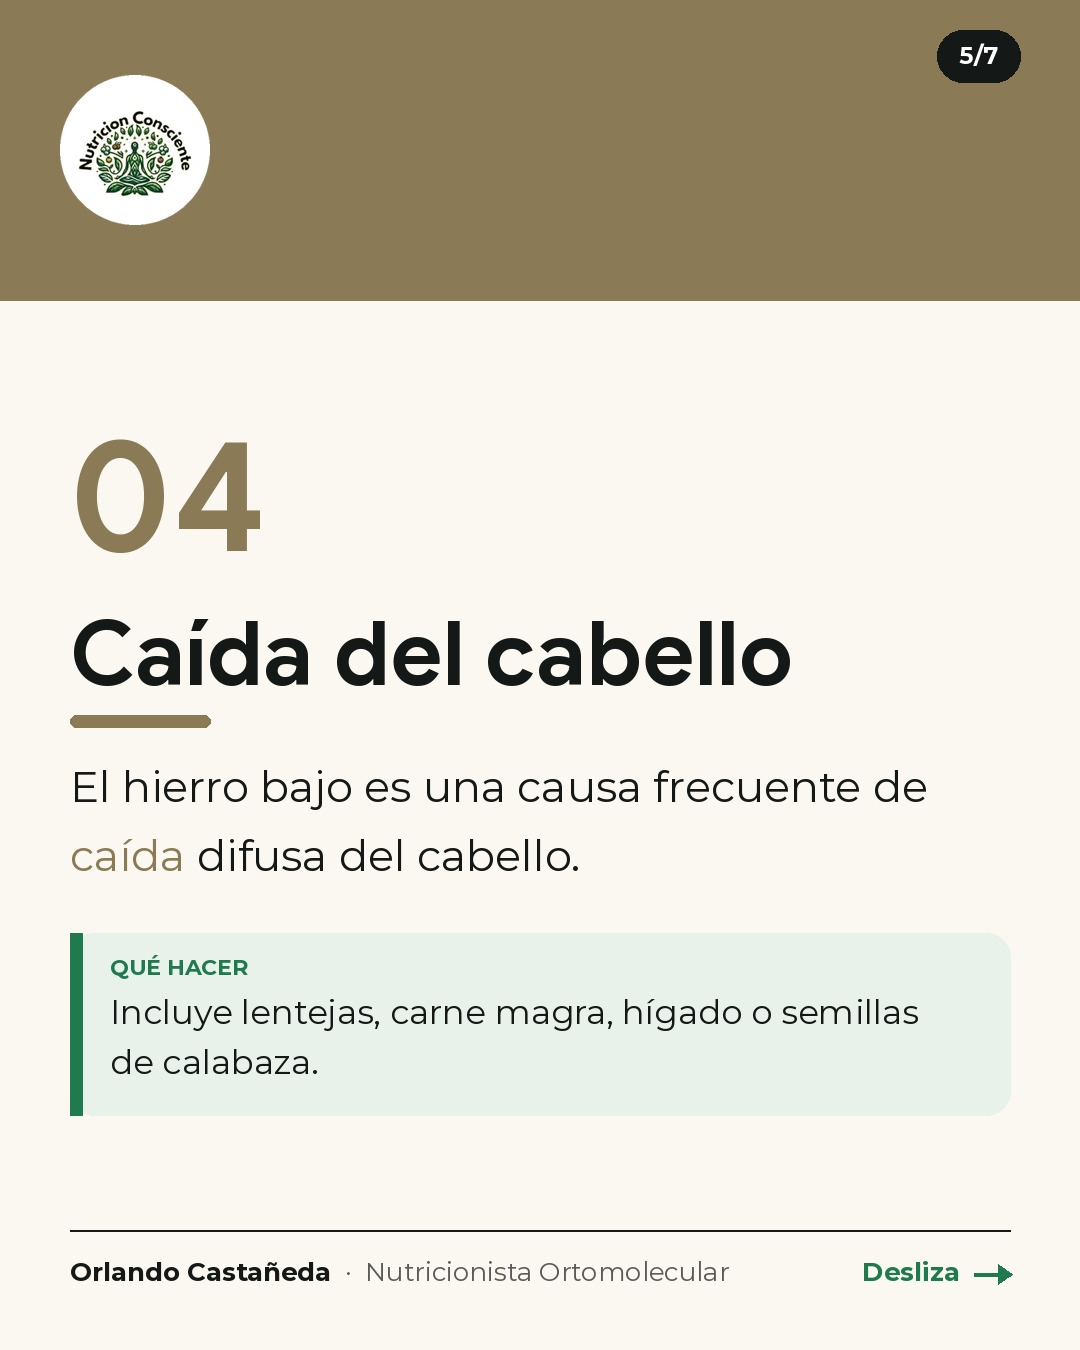 5/7
Nutricion Consciente
04
Caída del cabello
El hierro bajo es una causa frecuente de
caída difusa del cabello.
QUÉ HACER
Incluye lentejas, carne magra, hígado o semillas
de calabaza.
Orlando Castañeda · Nutricionista Ortomolecular
Desliza